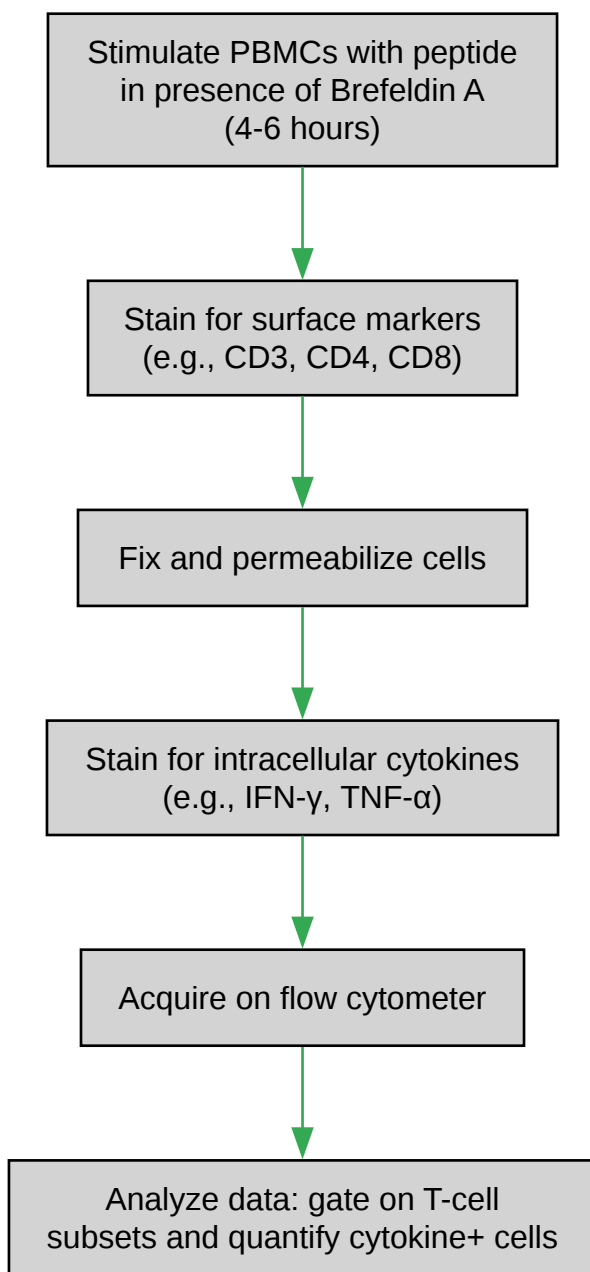 Stimulate PBMCs with peptide
in presence of Brefeldin A
(4-6 hours)
Stain for surface markers
(e.g., CD3, CD4, CD8)
Fix and permeabilize cells
Stain for intracellular cytokines
(e.g., IFN-γ, TNF-α)
Acquire on flow cytometer
Analyze data: gate on T-cell
subsets and quantify cytokine+ cells